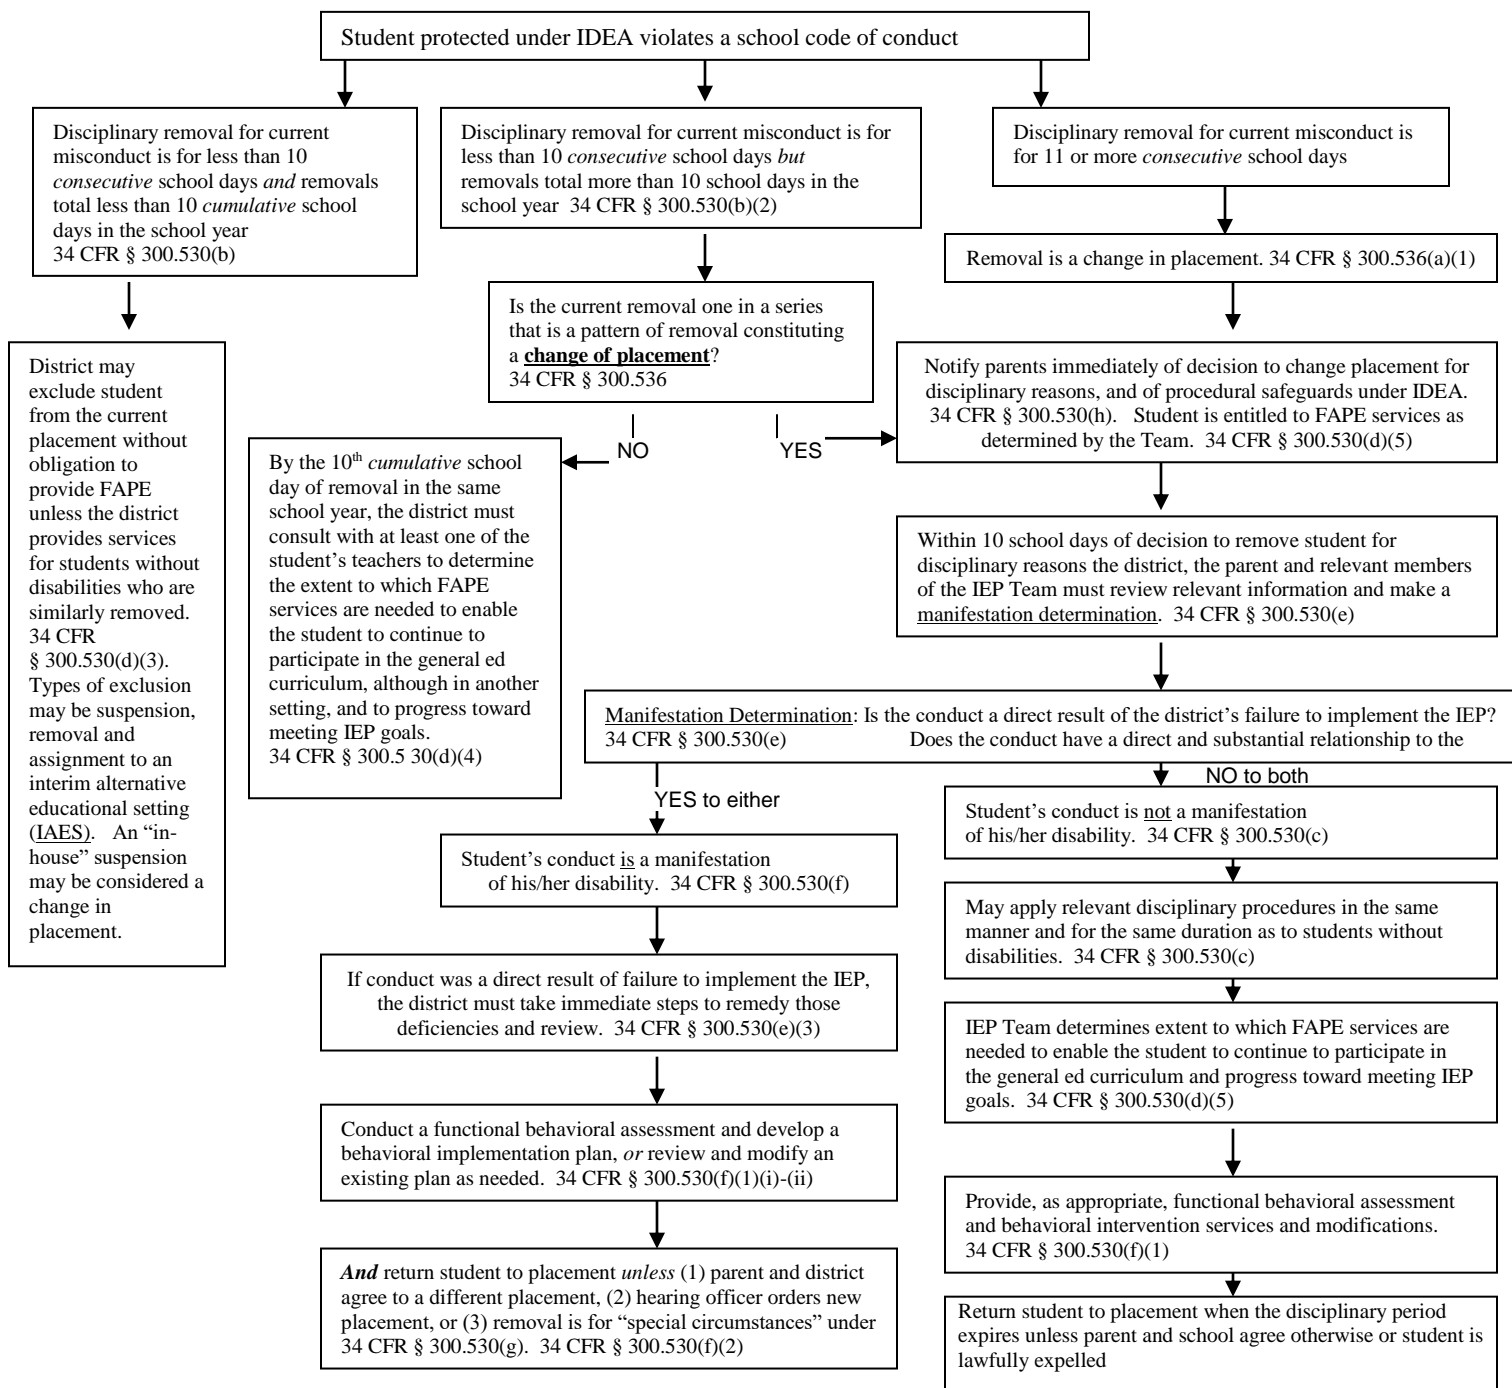 Student protected under IDEA violates a school code of conduct
Disciplinary removal for current
misconduct is for less than 10
consecutive school days and removals
total less than 10 cumulative school
days in the school year
34 CFR § 300.530(b)
Disciplinary removal for current misconduct is for
less than 10 consecutive school days but
removals total more than 10 school days in the
school year 34 CFR § 300.530(b)(2)
Disciplinary removal for current misconduct is
for 11 or more consecutive school days
Removal is a change in placement. 34 CFR § 300.536(a)(1)
Is the current removal one in a series
that is a pattern of removal constituting
a change of placement?
34 CFR § 300.536
NO
YES
District may
exclude student
from the current
placement without
obligation to
provide FAPE
unless the district
provides services
for students without
disabilities who are
similarly removed.
34 CFR
§ 300.530(d)(3).
Types of exclusion
may be suspension,
removal and
assignment to an
interim alternative
educational setting
(IAES). An “in-
house” suspension
may be considered a
change in
placement.
By the 10th cumulative school
day of removal in the same
school year, the district must
consult with at least one of the
student’s teachers to determine
the extent to which FAPE
services are needed to enable
the student to continue to
participate in the general ed
curriculum, although in another
setting, and to progress toward
meeting IEP goals.
34 CFR § 300.5 30(d)(4)
Notify parents immediately of decision to change placement for
disciplinary reasons, and of procedural safeguards under IDEA.
34 CFR § 300.530(h). Student is entitled to FAPE services as
determined by the Team. 34 CFR § 300.530(d)(5)
Within 10 school days of decision to remove student for
disciplinary reasons the district, the parent and relevant members
of the IEP Team must review relevant information and make a
manifestation determination. 34 CFR § 300.530(e)
Manifestation Determination: Is the conduct a direct result of the district’s failure to implement the IEP?
34 CFR § 300.530(e) Does the conduct have a direct and substantial relationship to the
YES to either
NO to both
Student’s conduct is a manifestation
of his/her disability. 34 CFR § 300.530(f)
If conduct was a direct result of failure to implement the IEP,
the district must take immediate steps to remedy those
deficiencies and review. 34 CFR § 300.530(e)(3)
Conduct a functional behavioral assessment and develop a
behavioral implementation plan, or review and modify an
existing plan as needed. 34 CFR § 300.530(f)(1)(i)-(ii)
And return student to placement unless (1) parent and district
agree to a different placement, (2) hearing officer orders new
placement, or (3) removal is for “special circumstances” under
34 CFR § 300.530(g). 34 CFR § 300.530(f)(2)
Student’s conduct is not a manifestation
of his/her disability. 34 CFR § 300.530(c)
May apply relevant disciplinary procedures in the same
manner and for the same duration as to students without
disabilities. 34 CFR § 300.530(c)
IEP Team determines extent to which FAPE services are
needed to enable the student to continue to participate in
the general ed curriculum and progress toward meeting IEP
goals. 34 CFR § 300.530(d)(5)
Provide, as appropriate, functional behavioral assessment
and behavioral intervention services and modifications.
34 CFR § 300.530(f)(1)
Return student to placement when the disciplinary period
expires unless parent and school agree otherwise or student is
lawfully expelled